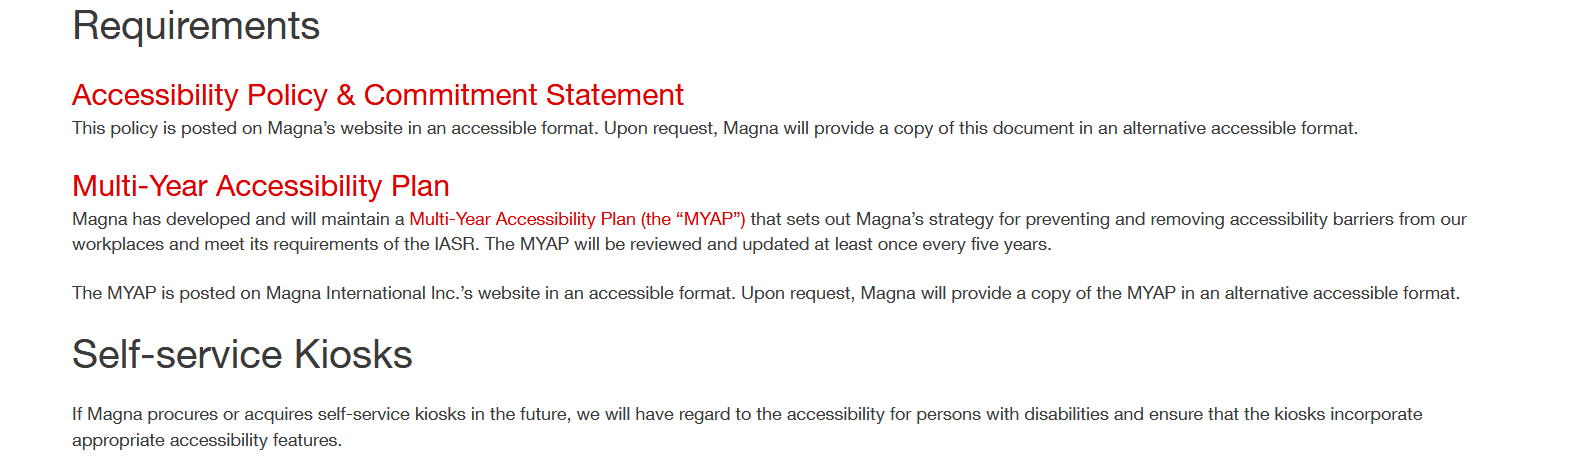 Requirements
Accessibility Policy & Commitment Statement
This policy is posted on Magna’s website in an accessible format. Upon request, Magna will provide a copy of this document in an alternative accessible format.
Multi-Year Accessibility Plan
Magna has developed and will maintain a Multi-Year Accessibility Plan (the “MYAP”) that sets out Magna’s strategy for preventing and removing accessibility barriers from our
workplaces and meet its requirements of the IASR. The MYAP will be reviewed and updated at least once every five years.
The MYAP is posted on Magna International Inc.’s website in an accessible format. Upon request, Magna will provide a copy of the MYAP in an alternative accessible format.
Self-service Kiosks
If Magna procures or acquires self-service kiosks in the future, we will have regard to the accessibility for persons with disabilities and ensure that the kiosks incorporate
appropriate accessibility features.